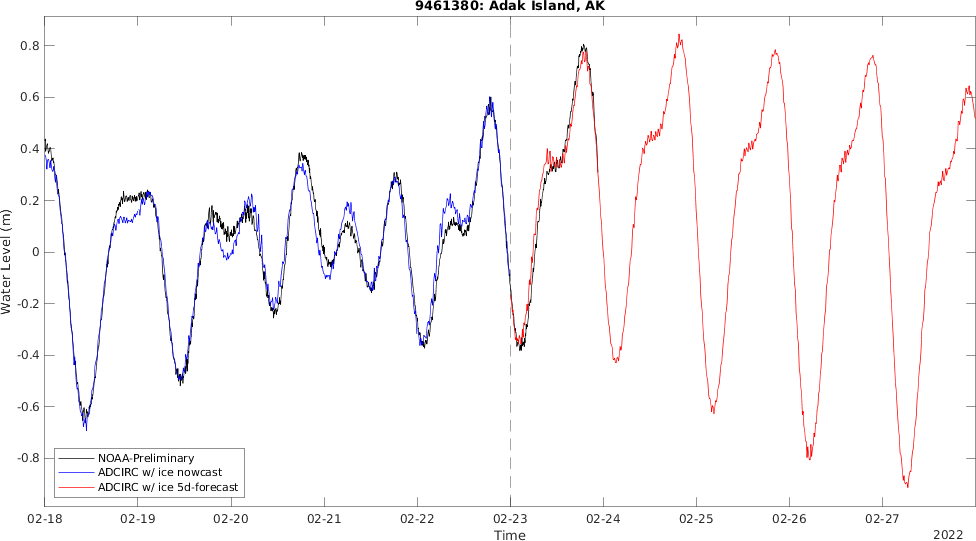 9461380: Adak Island, AK
Water Level (m)
0.8
0.6
0.4
0.2
0
-0.2
-0.4
-0.6
-0.8
NOAA-Preliminary
ADCIRC w/ ice nowcast
ADCIRC w/ ice 5d-forecast
02-18 02-19 02-20 02-21 02-22 02-23 02-24 02-25 02-26 02-27
Time
2022